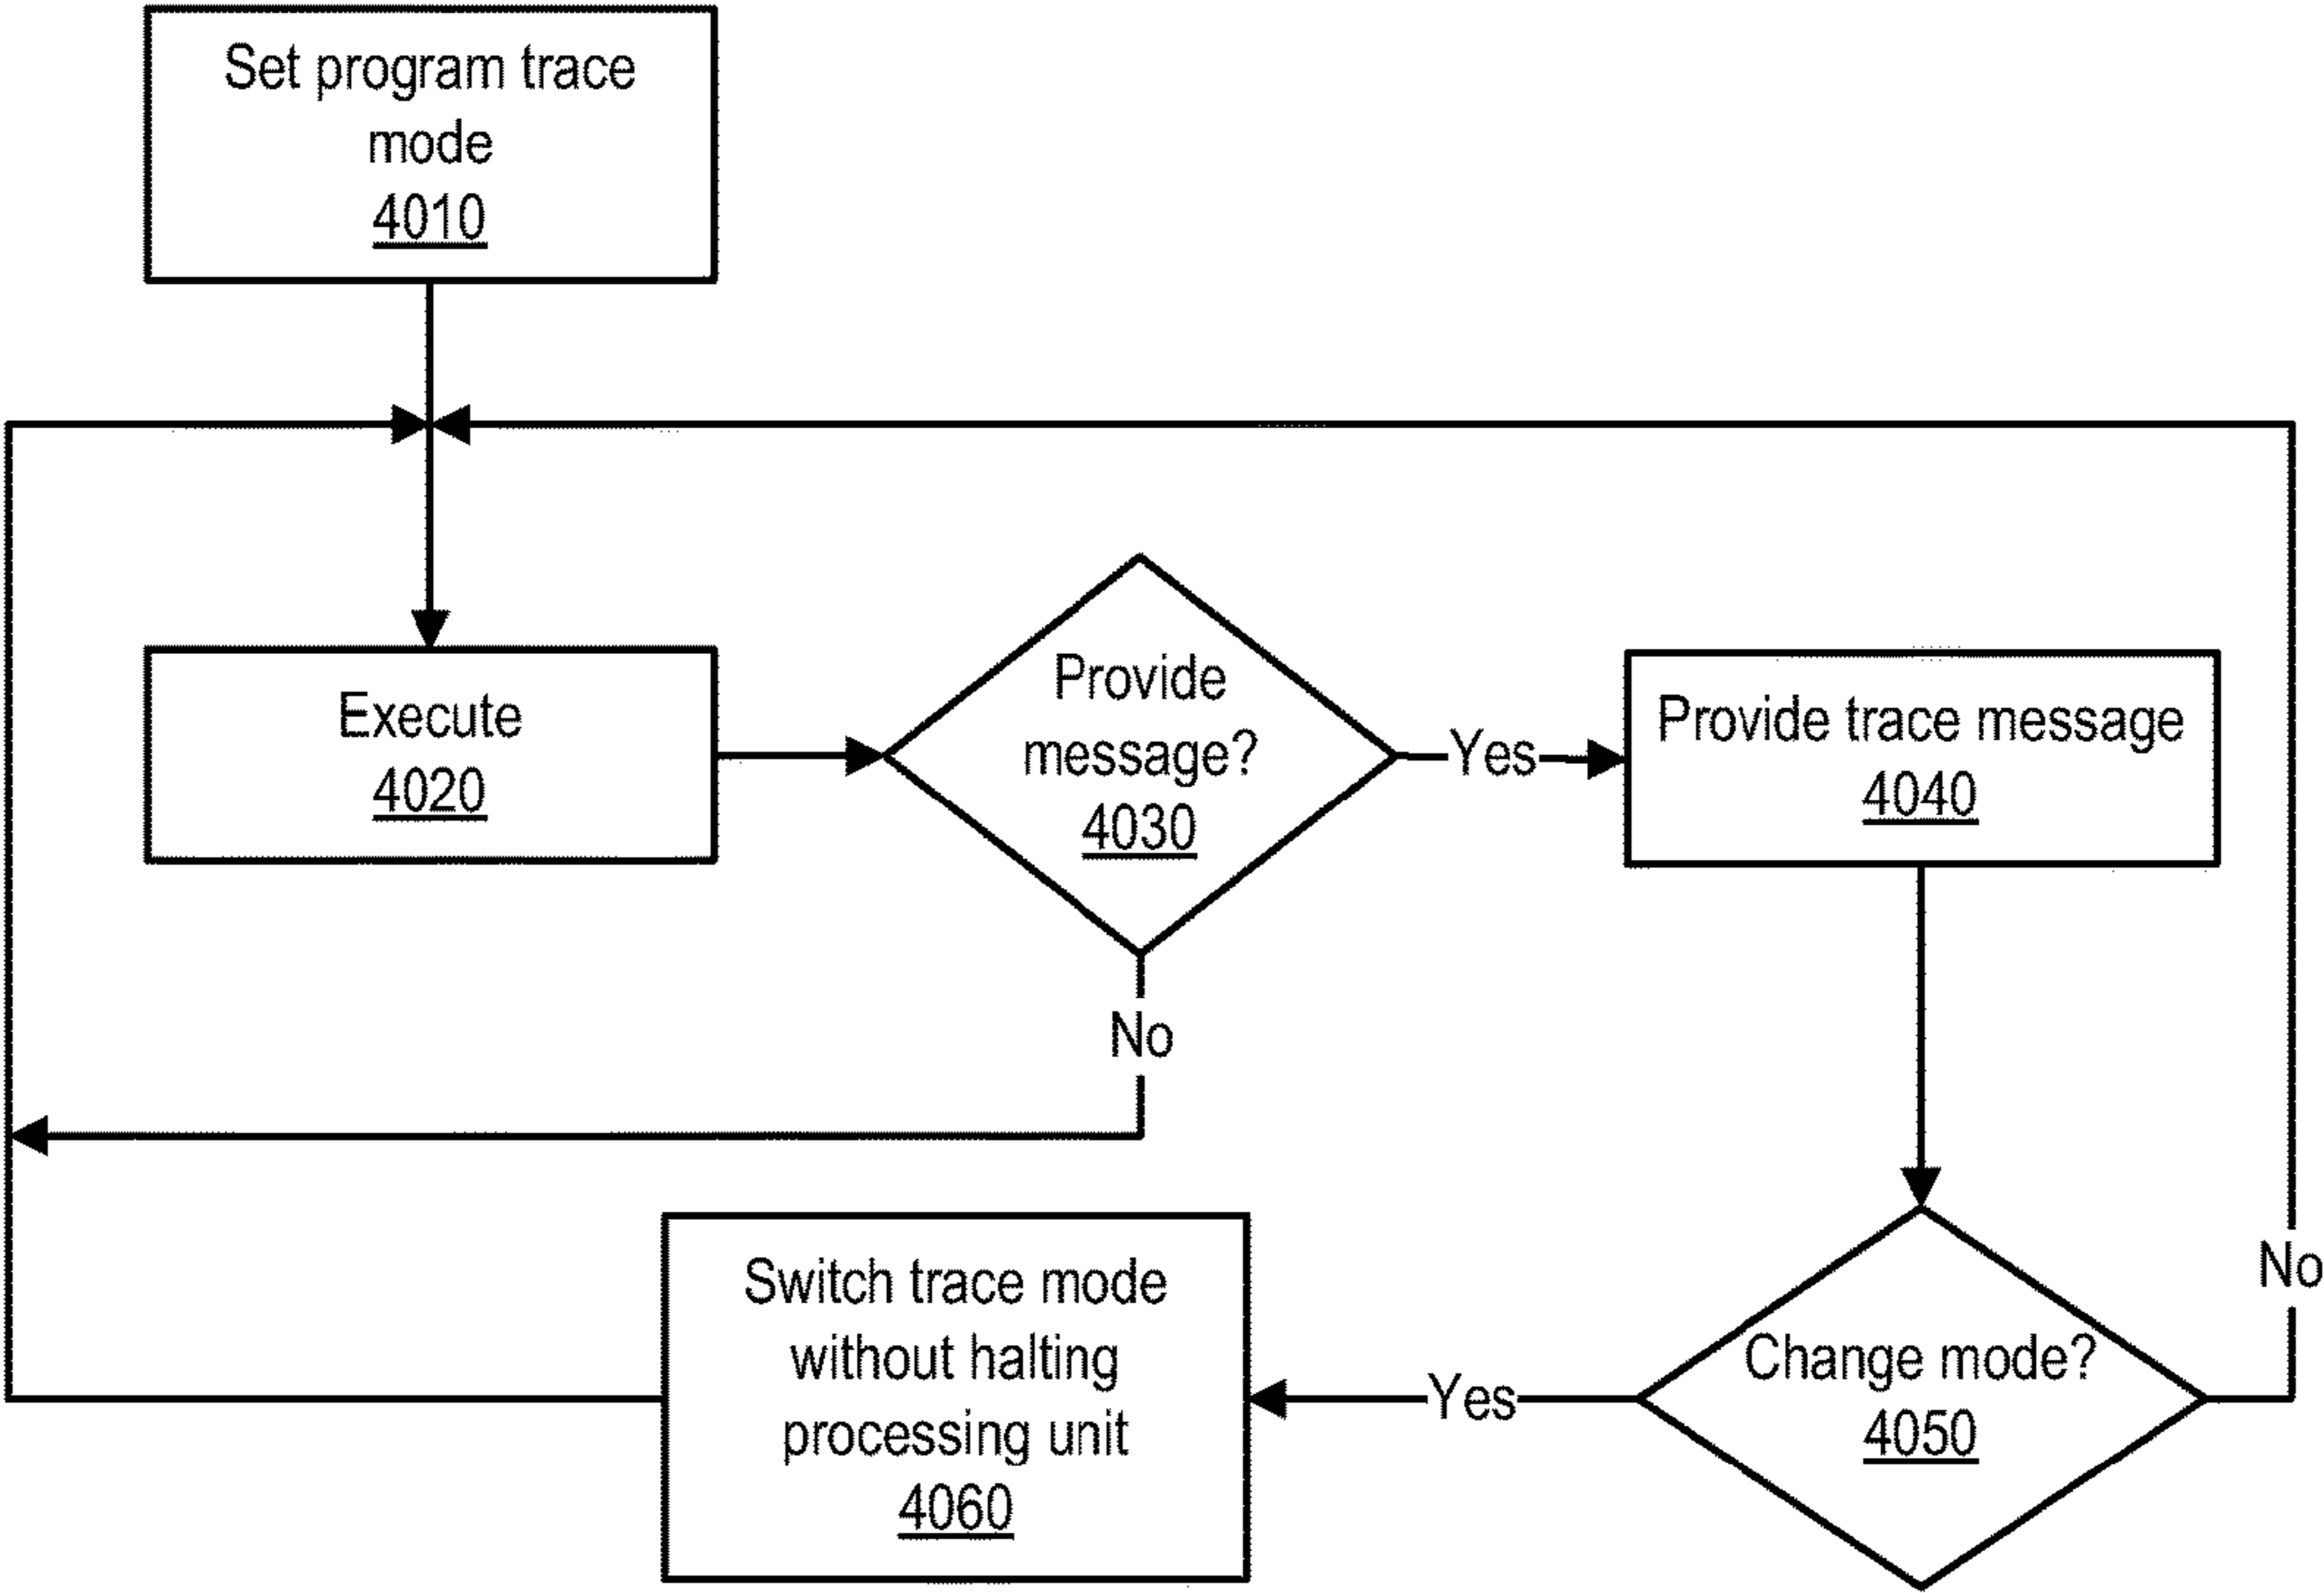 Set program trace
mode
4010
Execute
4020
Provide
message?
4030
Yes
Provide trace message
4040
No
Switch trace mode
without halting
processing unit
4060
Yes
Change mode?
4050
No